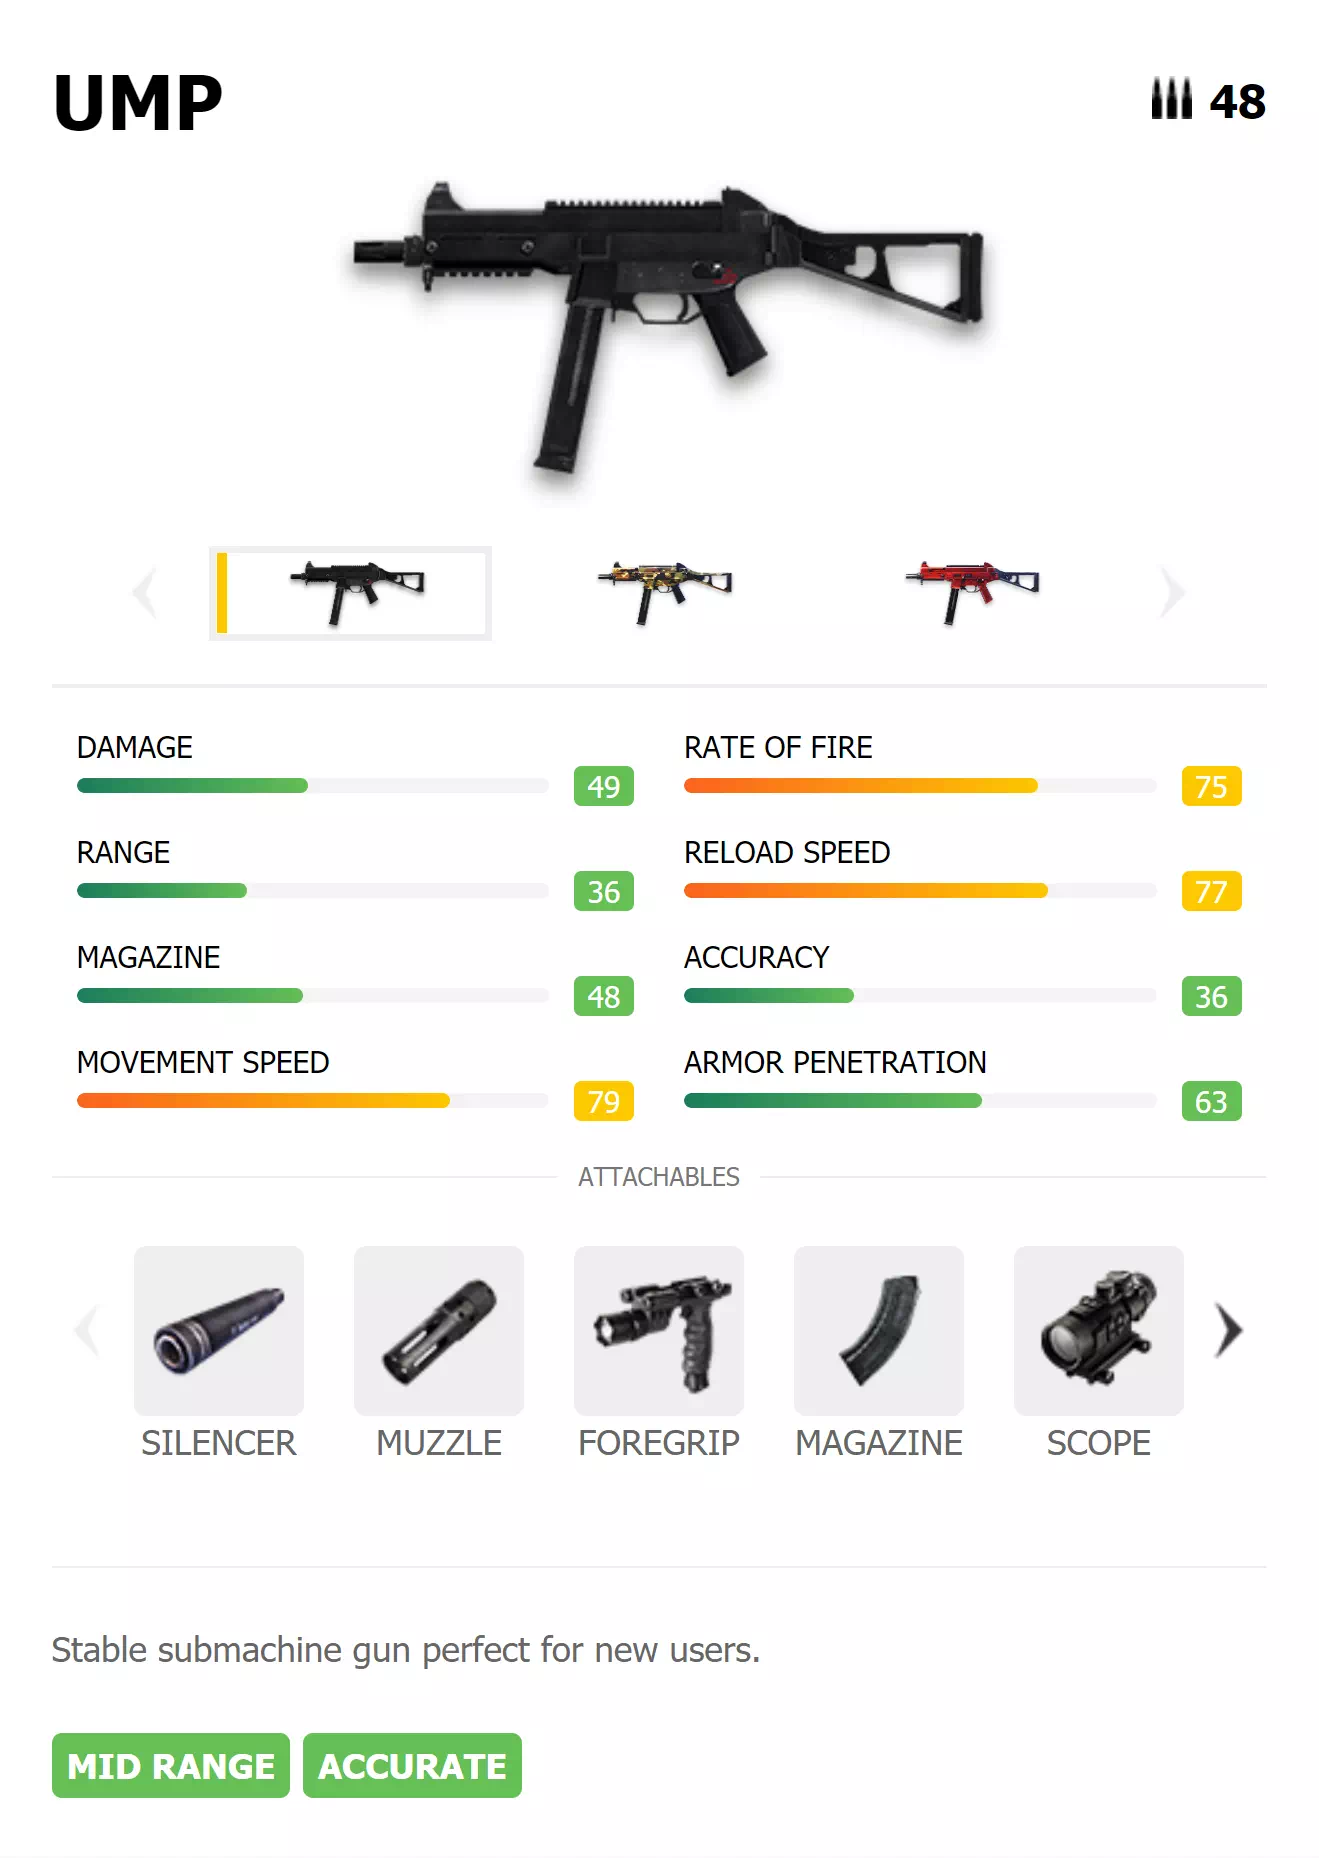 UMP
48
DAMAGE
49
RATE OF FIRE
75
RANGE
36
RELOAD SPEED
77
MAGAZINE
48
ACCURACY
36
MOVEMENT SPEED
79
ARMOR PENETRATION
63
ATTACHABLES
SILENCER
MUZZLE
FOREGRIP
MAGAZINE
SCOPE
Stable submachine gun perfect for new users.
MID RANGE
ACCURATE